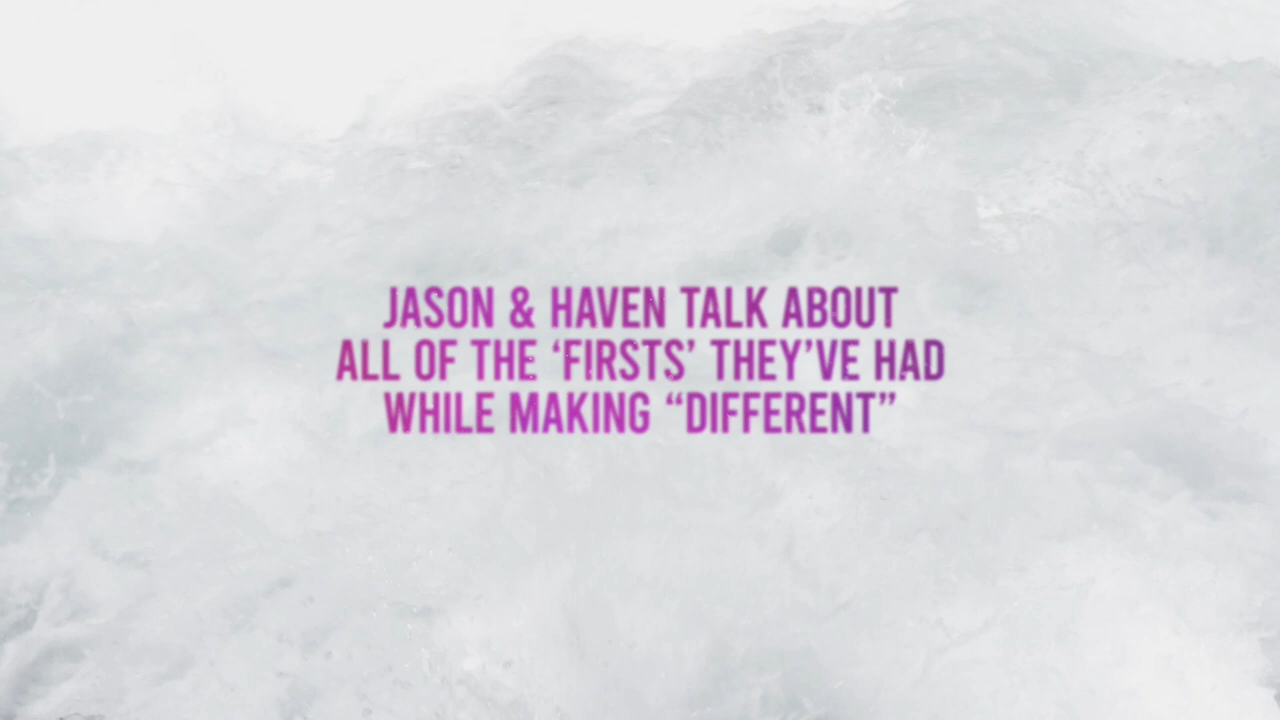 JASON & HAVEN TALK ABOUT
ALL OF THE ‘FIRSTS’ THEY’VE HAD
WHILE MAKING “DIFFERENT”